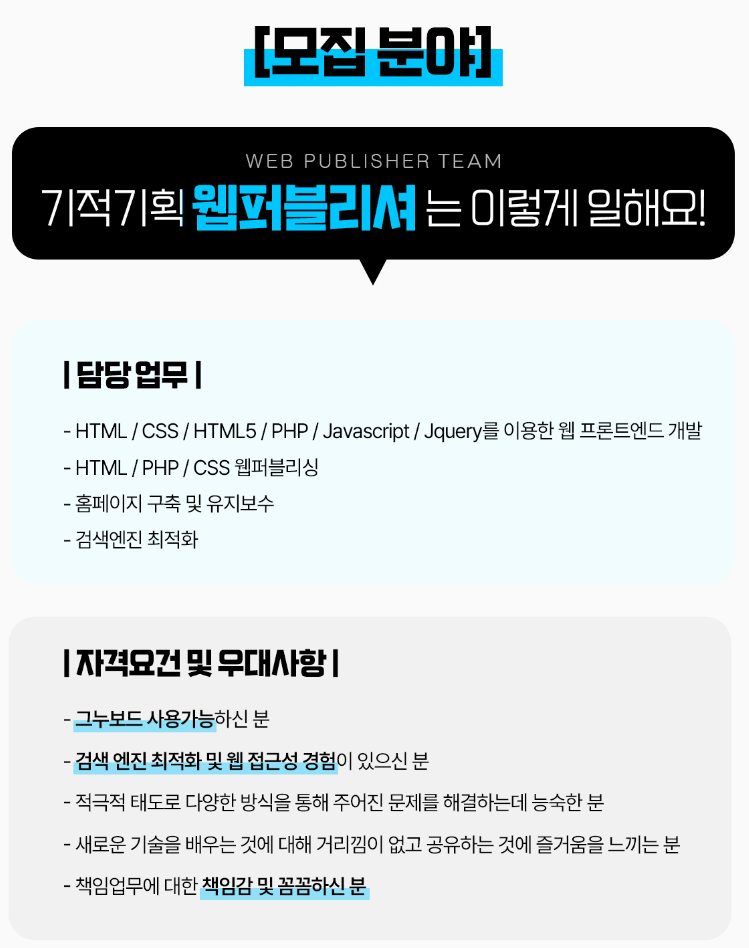 [모집 분야]
WEB PUBLISHER TEAM
기적기획 웹퍼블리셔 는 이렇게 일해요!
| 담당 업무 |
- HTML / CSS / HTML5 / PHP / Javascript / Jquery를 이용한 웹 프론트엔드 개발
- HTML / PHP / CSS 웹퍼블리싱
- 홈페이지 구축 및 유지보수
- 검색엔진 최적화
| 자격요건 및 우대사항 |
- 그누보드 사용가능하신 분
- 검색 엔진 최적화 및 웹 접근성 경험이 있으신 분
- 적극적 태도로 다양한 방식을 통해 주어진 문제를 해결하는데 능숙한 분
- 새로운 기술을 배우는 것에 대해 거리낌이 없고 공유하는 것에 즐거움을 느끼는 분
- 책임업무에 대한 책임감 및 꼼꼼하신 분